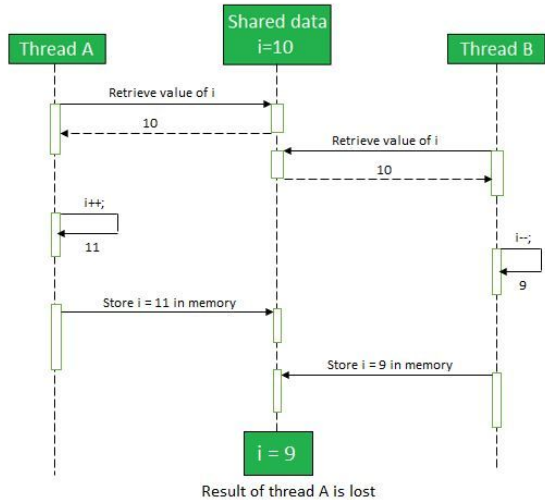 Thread A
Shared data
i=10
Thread B
Retrieve value of i
10
Retrieve value of i
10
i++;
11
i--;
9
Store i = 11 in memory
Store i = 9 in memory
i = 9
Result of thread A is lost